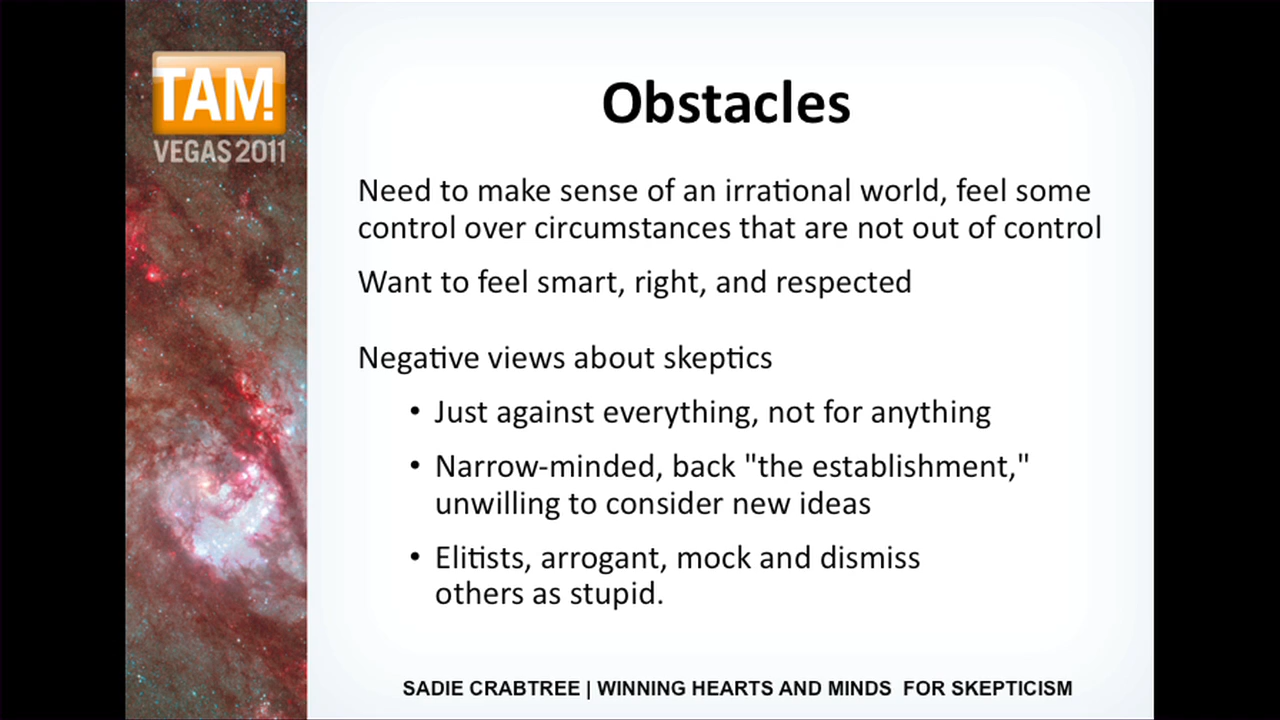 TAM!
VEGAS 2011
Obstacles
Need to make sense of an irrational world, feel some
control over circumstances that are not out of control
Want to feel smart, right, and respected
Negative views about skeptics
• Just against everything, not for anything
• Narrow-minded, back "the establishment,"
unwilling to consider new ideas
• Elitists, arrogant, mock and dismiss
others as stupid.
SADIE CRABTREE | WINNING HEARTS AND MINDS FOR SKEPTICISM